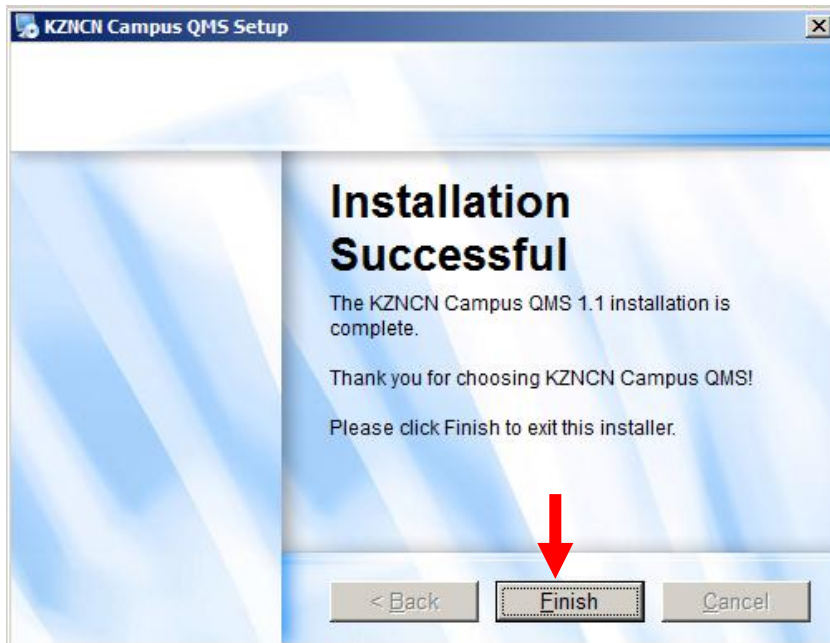 KZNCN Campus QMS Setup
Installation
Successful
The KZNCN Campus QMS 1.1 installation is
complete.
Thank you for choosing KZNCN Campus QMS!
Please click Finish to exit this installer.
< Back Finish Cancel